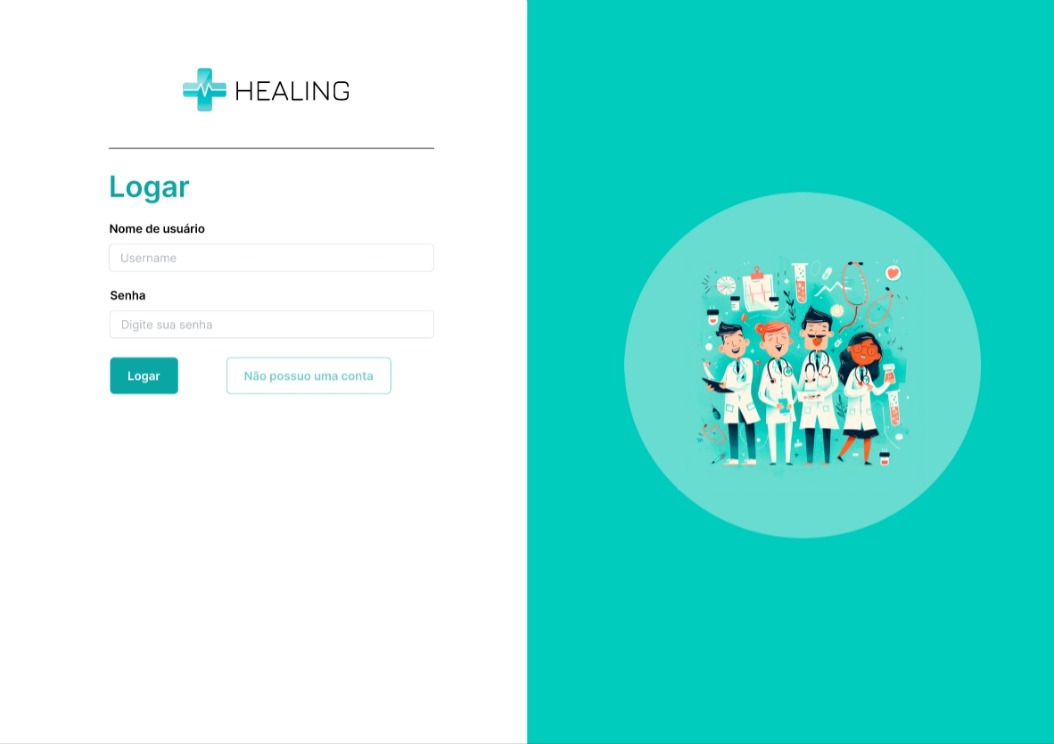 HEALING
Logar
Nome de usuário
Username
Senha
Digite sua senha
Logar
Não possuo uma conta